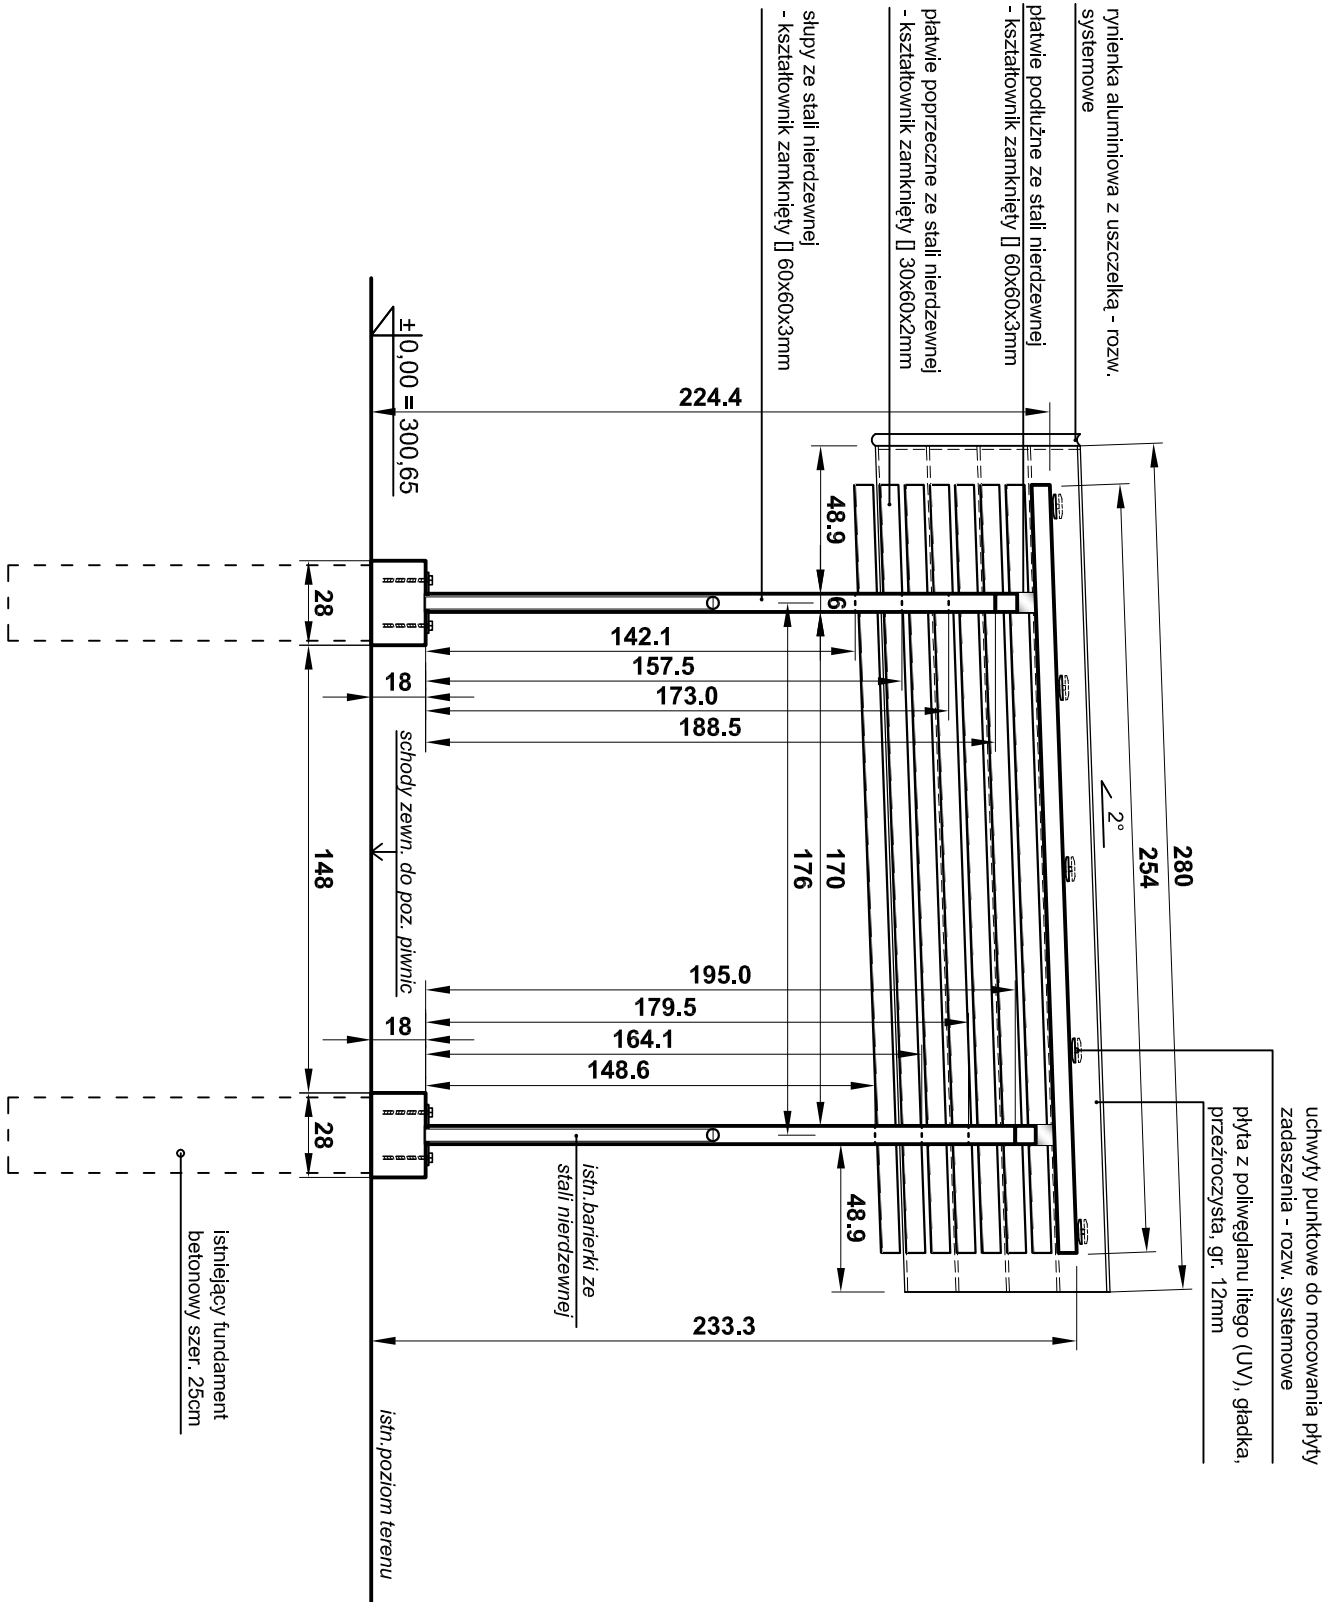 rynienka aluminiowa z uszczelką - rozw.
systemowe
płatwie podłużne ze stali nierdzewnej
- kształtownik zamknięty [] 60x60x3mm
płatwie poprzeczne ze stali nierdzewnej
- kształtownik zamknięty [] 30x60x2mm
słupy ze stali nierdzewnej
- kształtownik zamknięty [] 60x60x3mm
uchwyty punktowe do mocowania płyty
zadaszenia - rozw. systemowe
płyta z poliwęglanu litego (UV), gładka,
przeźroczysta, gr. 12mm
280
254
2°
224.4
48.9
6
170
176
48.9
142.1
157.5
173.0
188.5
195.0
179.5
164.1
148.6
233.3
18
18
28
148
28
± 0,00 = 300,65
schody zewn. do poz. piwnic
istn.barierki ze
stali nierdzewnej
istn.poziom terenu
istniejący fundament
betonowy szer. 25cm